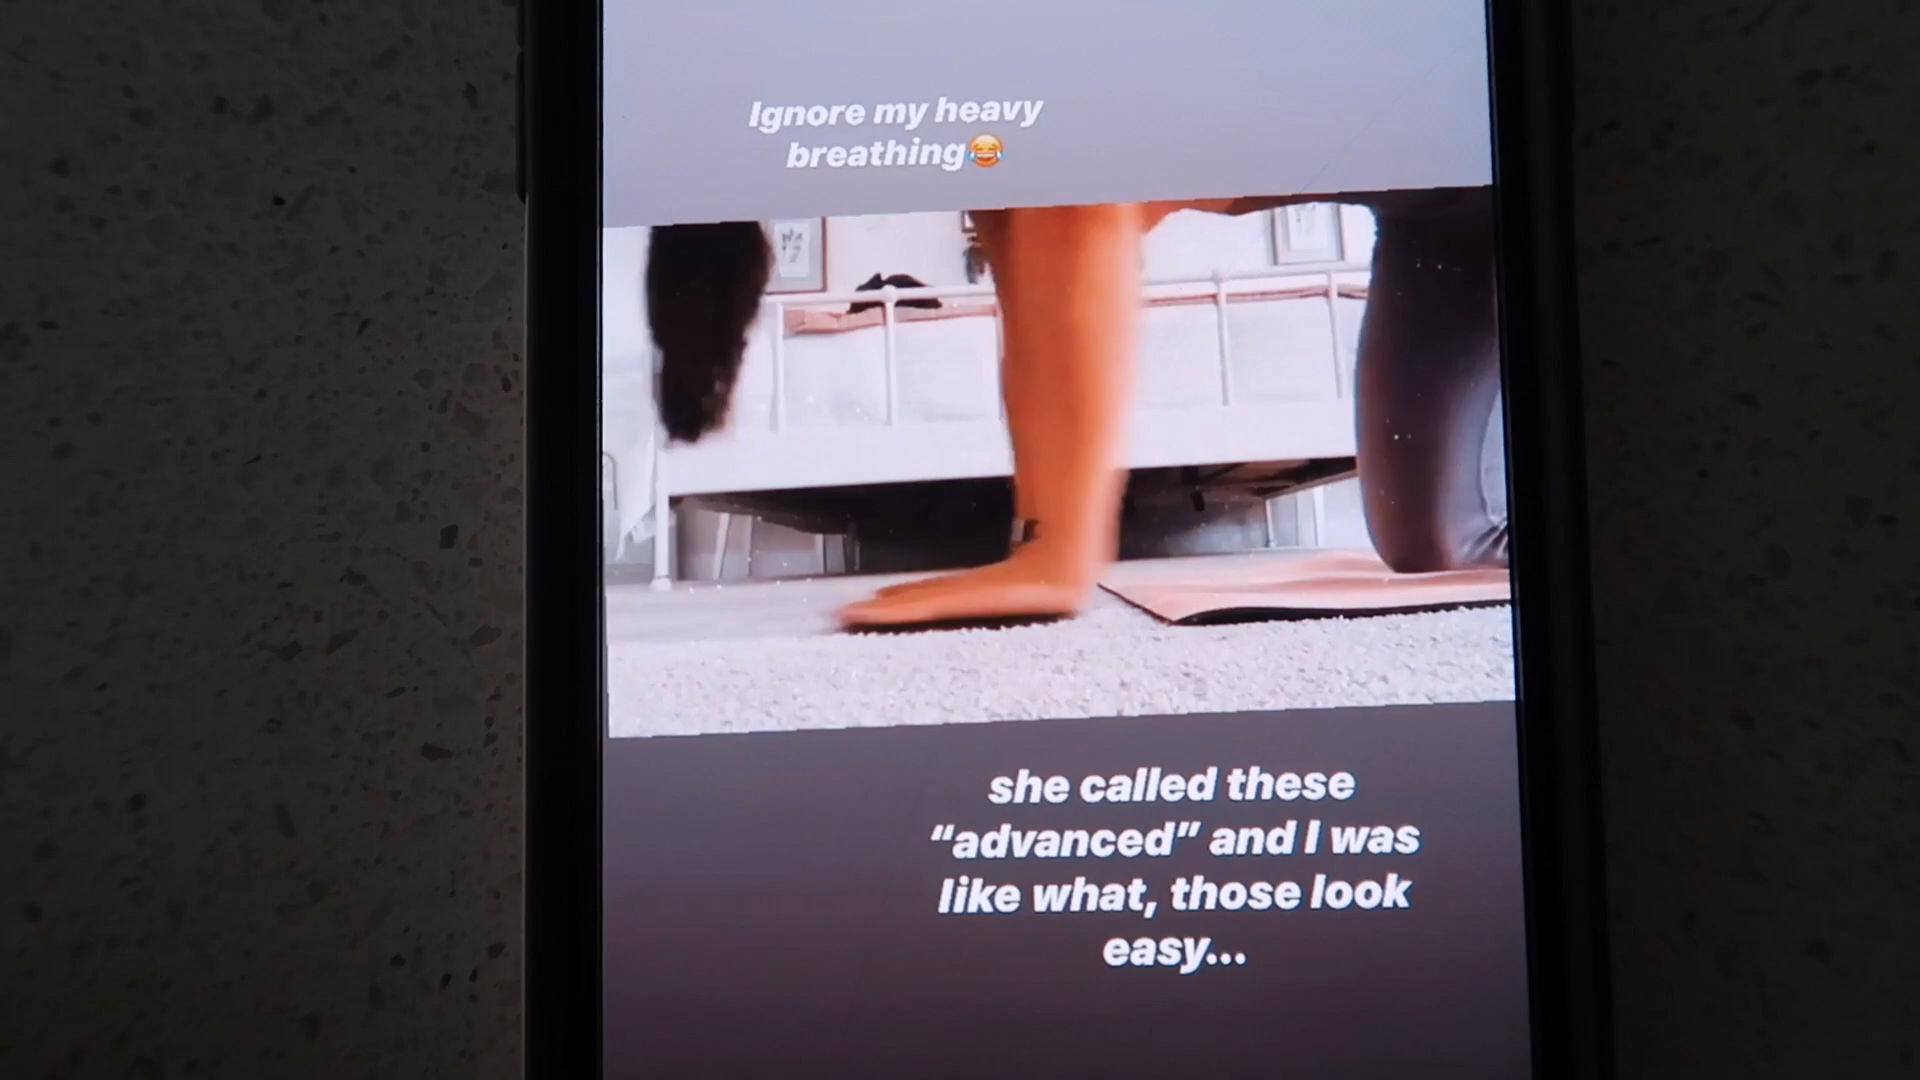 Ignore my heavy
breathing😂
she called these
“advanced” and I was
like what, those look
easy...